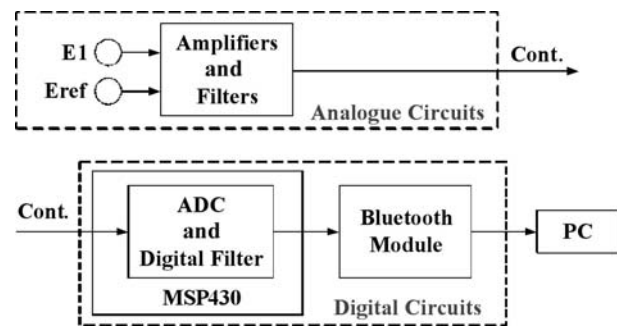 E1
Eref
Amplifiers
and
Filters
Cont.
Analogue Circuits
Cont.
ADC
and
Digital Filter
MSP430
Bluetooth
Module
PC
Digital Circuits